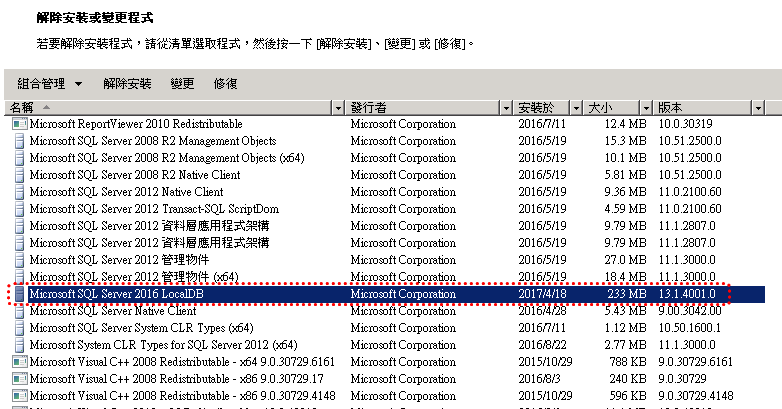 解除安裝或變更程式
若要解除安裝程式，請從清單選取程式，然後按一下 [解除安裝]、[變更] 或 [修復]。
組合管理 解除安裝 變更 修復
名稱 發行者 安裝於 大小 版本
Microsoft ReportViewer 2010 Redistributable Microsoft Corporation 2016/7/11 12.4 MB 10.0.30319
Microsoft SQL Server 2008 R2 Management Objects Microsoft Corporation 2016/5/19 15.3 MB 10.51.2500.0
Microsoft SQL Server 2008 R2 Management Objects (x64) Microsoft Corporation 2016/5/19 10.1 MB 10.51.2500.0
Microsoft SQL Server 2008 R2 Native Client Microsoft Corporation 2016/5/19 5.81 MB 10.51.2500.0
Microsoft SQL Server 2012 Native Client Microsoft Corporation 2016/5/19 9.36 MB 11.0.2100.60
Microsoft SQL Server 2012 Transact-SQL ScriptDom Microsoft Corporation 2016/5/19 4.59 MB 11.0.2100.60
Microsoft SQL Server 2012 資料層應用程式架構 Microsoft Corporation 2016/5/19 9.79 MB 11.1.2807.0
Microsoft SQL Server 2012 資料層應用程式架構 Microsoft Corporation 2016/5/19 9.79 MB 11.1.2807.0
Microsoft SQL Server 2012 管理物件 Microsoft Corporation 2016/5/19 27.0 MB 11.1.3000.0
Microsoft SQL Server 2012 管理物件 (x64) Microsoft Corporation 2016/5/19 18.4 MB 11.1.3000.0
Microsoft SQL Server 2016 LocalDB Microsoft Corporation 2017/4/18 233 MB 13.1.4001.0
Microsoft SQL Server Native Client Microsoft Corporation 2016/4/28 5.43 MB 9.00.3042.00
Microsoft SQL Server System CLR Types (x64) Microsoft Corporation 2016/7/11 1.12 MB 10.50.1600.1
Microsoft System CLR Types for SQL Server 2012 (x64) Microsoft Corporation 2016/8/22 2.77 MB 11.1.3000.0
Microsoft Visual C++ 2008 Redistributable - x64 9.0.30729.6161 Microsoft Corporation 2015/10/29 788 KB 9.0.30729.6161
Microsoft Visual C++ 2008 Redistributable - x86 9.0.30729.17 Microsoft Corporation 2016/8/3 240 KB 9.0.30729
Microsoft Visual C++ 2008 Redistributable - x86 9.0.30729.4148 Microsoft Corporation 2015/10/29 596 KB 9.0.30729.4148